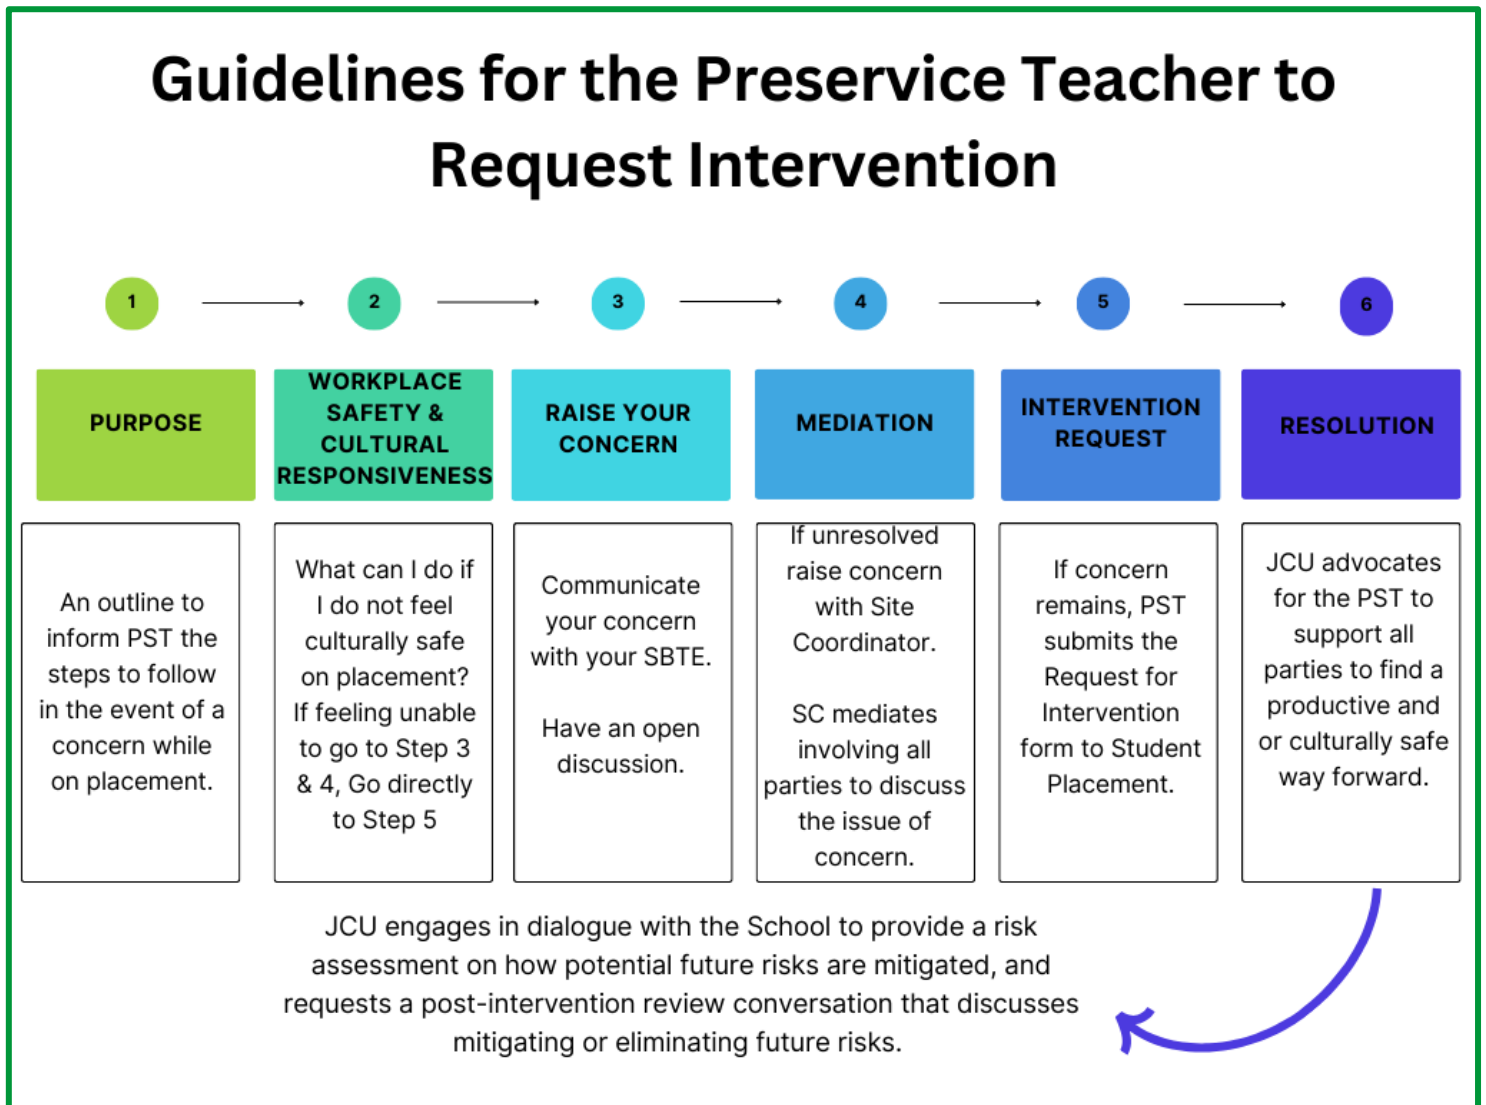 Guidelines for the Preservice Teacher to
Request Intervention
1
2
3
4
5
6
PURPOSE
WORKPLACE
SAFETY &
CULTURAL
RESPONSIVENESS
RAISE YOUR
CONCERN
MEDIATION
INTERVENTION
REQUEST
RESOLUTION
An outline to
inform PST the
steps to follow
in the event of a
concern while
on placement.
What can I do if
I do not feel
culturally safe
on placement?
If feeling unable
to go to Step 3
& 4, Go directly
to Step 5
Communicate
your concern
with your SBTE.
Have an open
discussion.
If unresolved
raise concern
with Site
Coordinator.
SC mediates
involving all
parties to discuss
the issue of
concern.
If concern
remains, PST
submits the
Request for
Intervention
form to Student
Placement.
JCU advocates
for the PST to
support all
parties to find a
productive and
or culturally safe
way forward.
JCU engages in dialogue with the School to provide a risk
assessment on how potential future risks are mitigated, and
requests a post-intervention review conversation that discusses
mitigating or eliminating future risks.